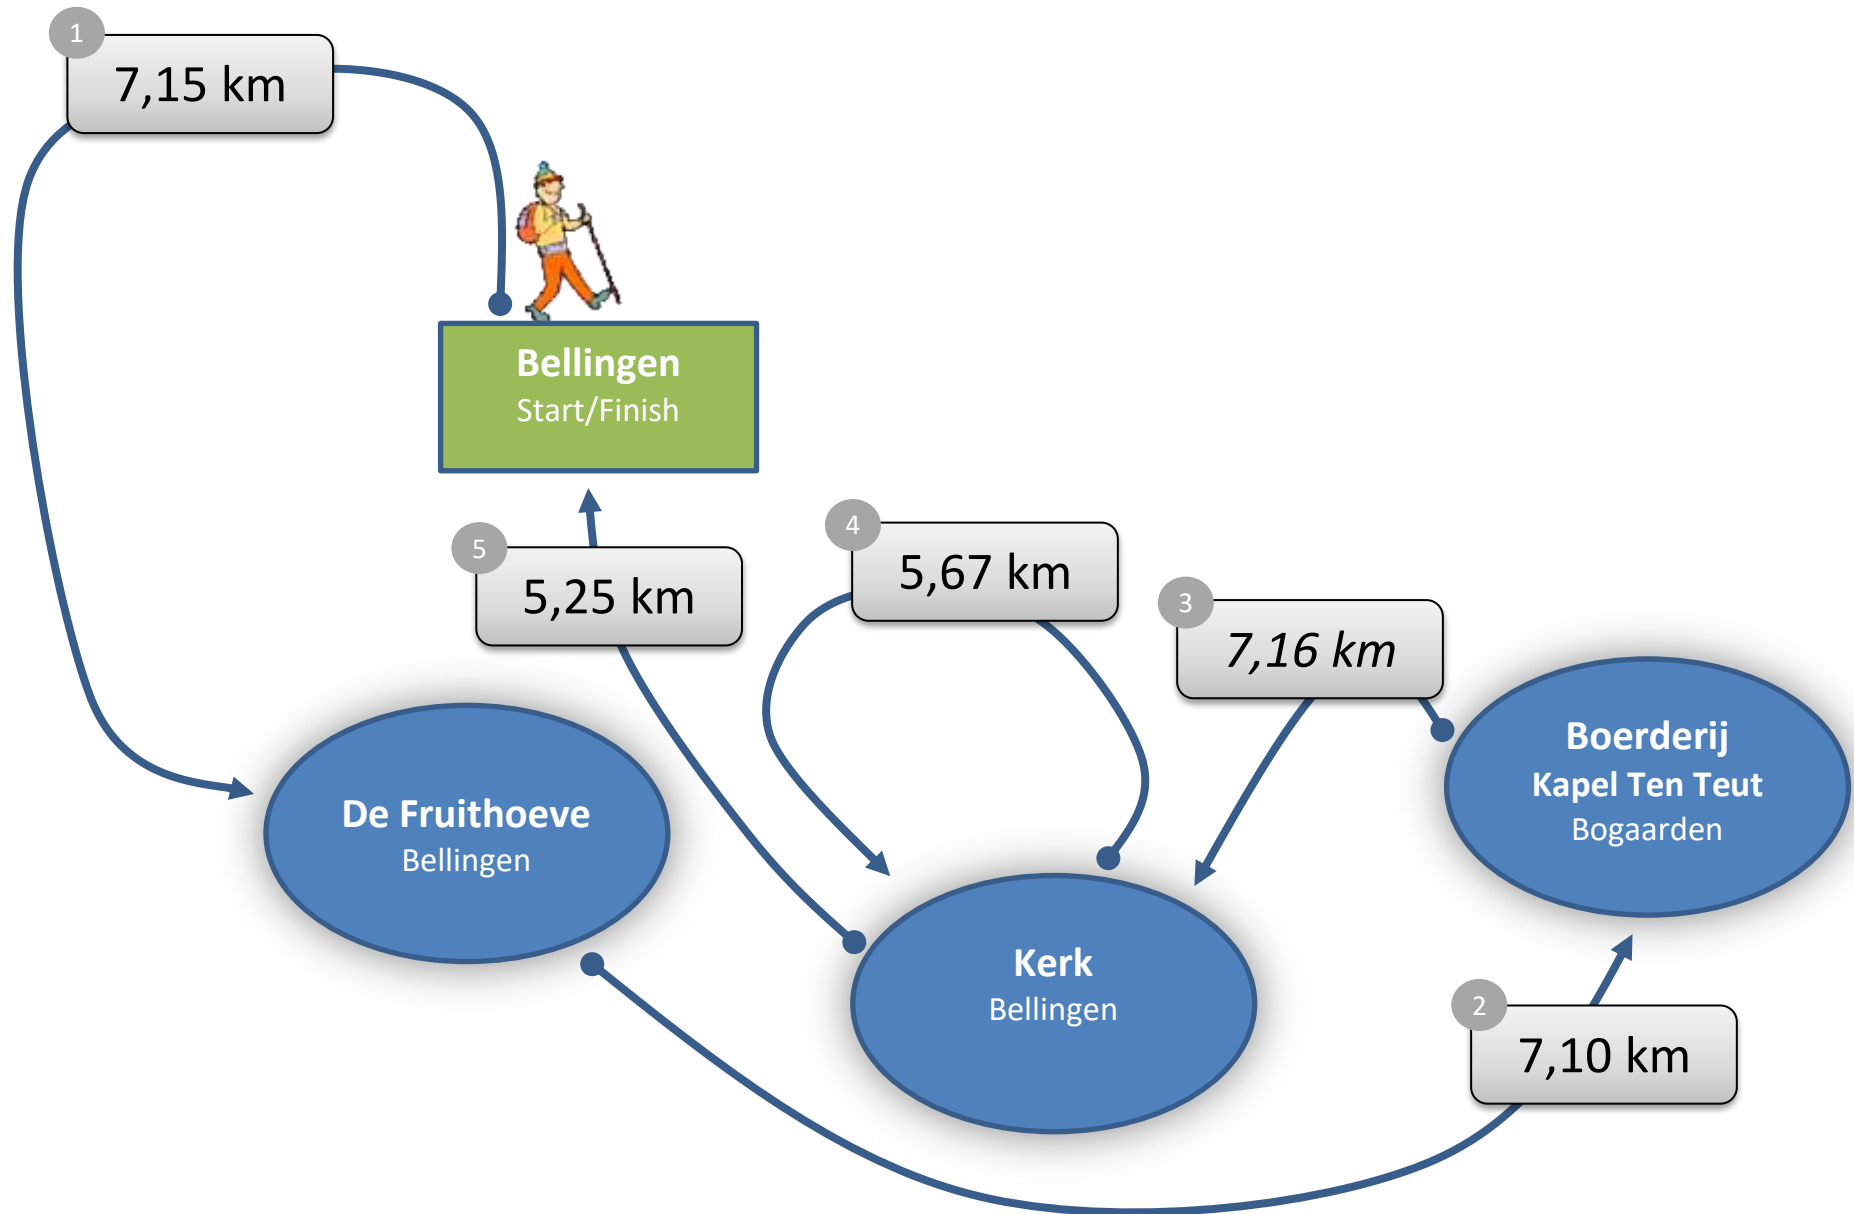 1
7,15 km
Bellingen
Start/Finish
5
5,25 km
4
5,67 km
3
7,16 km
Boerderij
Kapel Ten Teut
Bogaarden
De Fruithoeve
Bellingen
Kerk
Bellingen
2
7,10 km